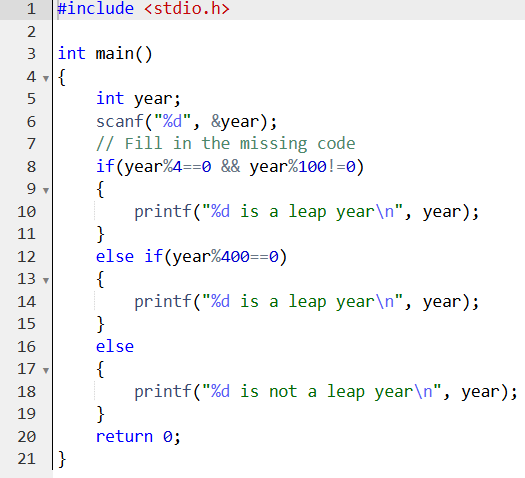 1 #include <stdio.h>
2
3 int main()
4 {
5     int year;
6     scanf("%d", &year);
7     // Fill in the missing code
8     if(year%4==0 && year%100!=0)
9     {
10         printf("%d is a leap year\n", year);
11     }
12     else if(year%400==0)
13     {
14         printf("%d is a leap year\n", year);
15     }
16     else
17     {
18         printf("%d is not a leap year\n", year);
19     }
20     return 0;
21 }